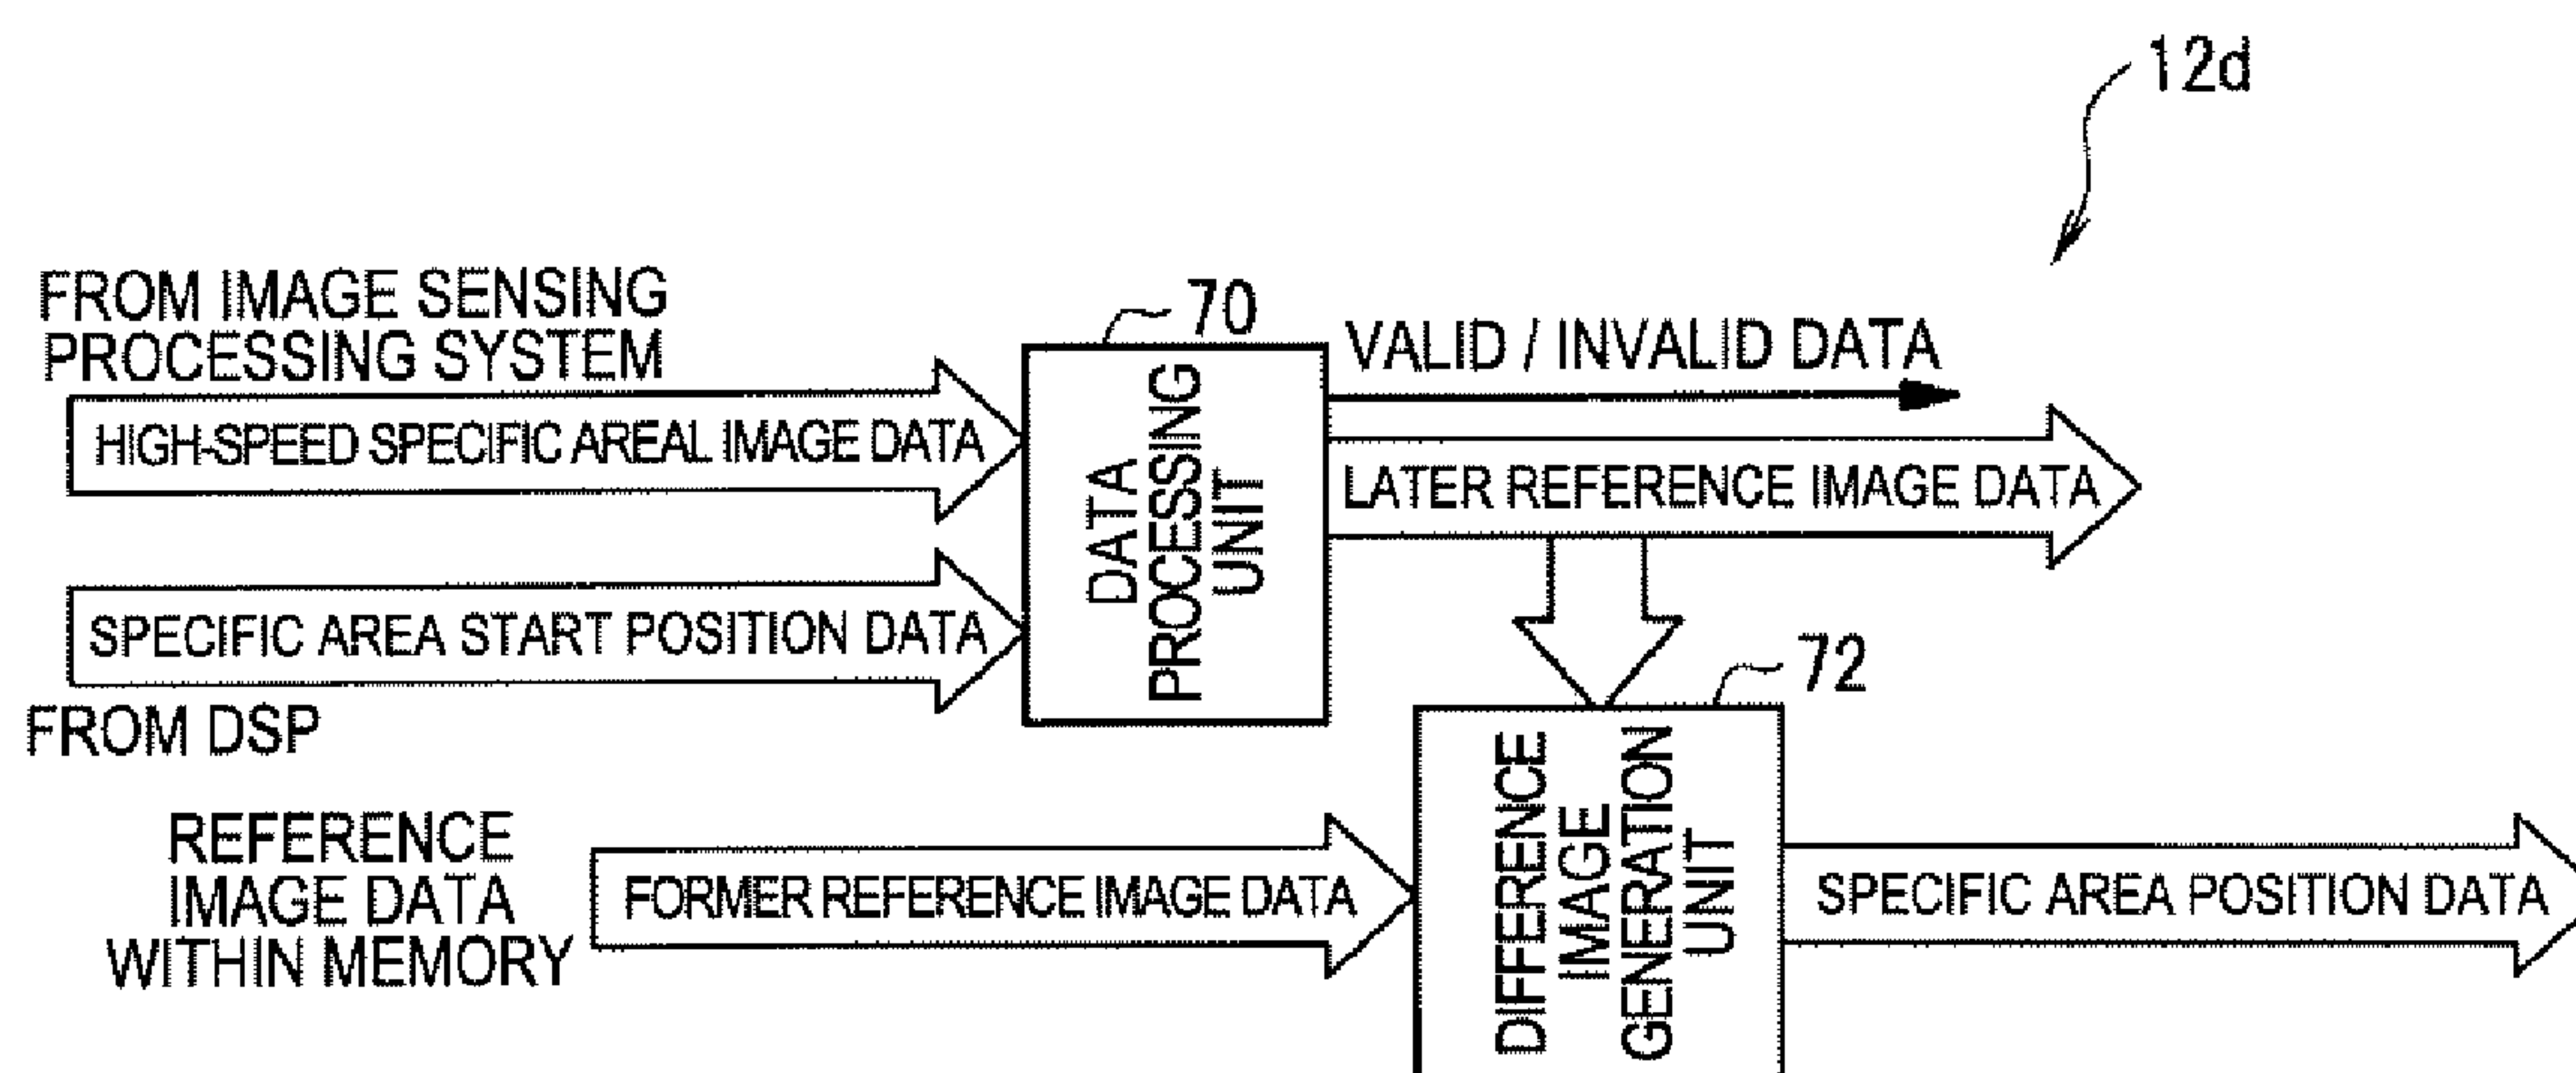 12d
FROM IMAGE SENSING
PROCESSING SYSTEM
70
VALID / INVALID DATA
HIGH-SPEED SPECIFIC AREAL IMAGE DATA
DATA
PROCESSING
UNIT
LATER REFERENCE IMAGE DATA
SPECIFIC AREA START POSITION DATA
FROM DSP
72
REFERENCE
IMAGE DATA
WITHIN MEMORY
FORMER REFERENCE IMAGE DATA
DIFFERENCE
IMAGE
GENERATION
UNIT
SPECIFIC AREA POSITION DATA